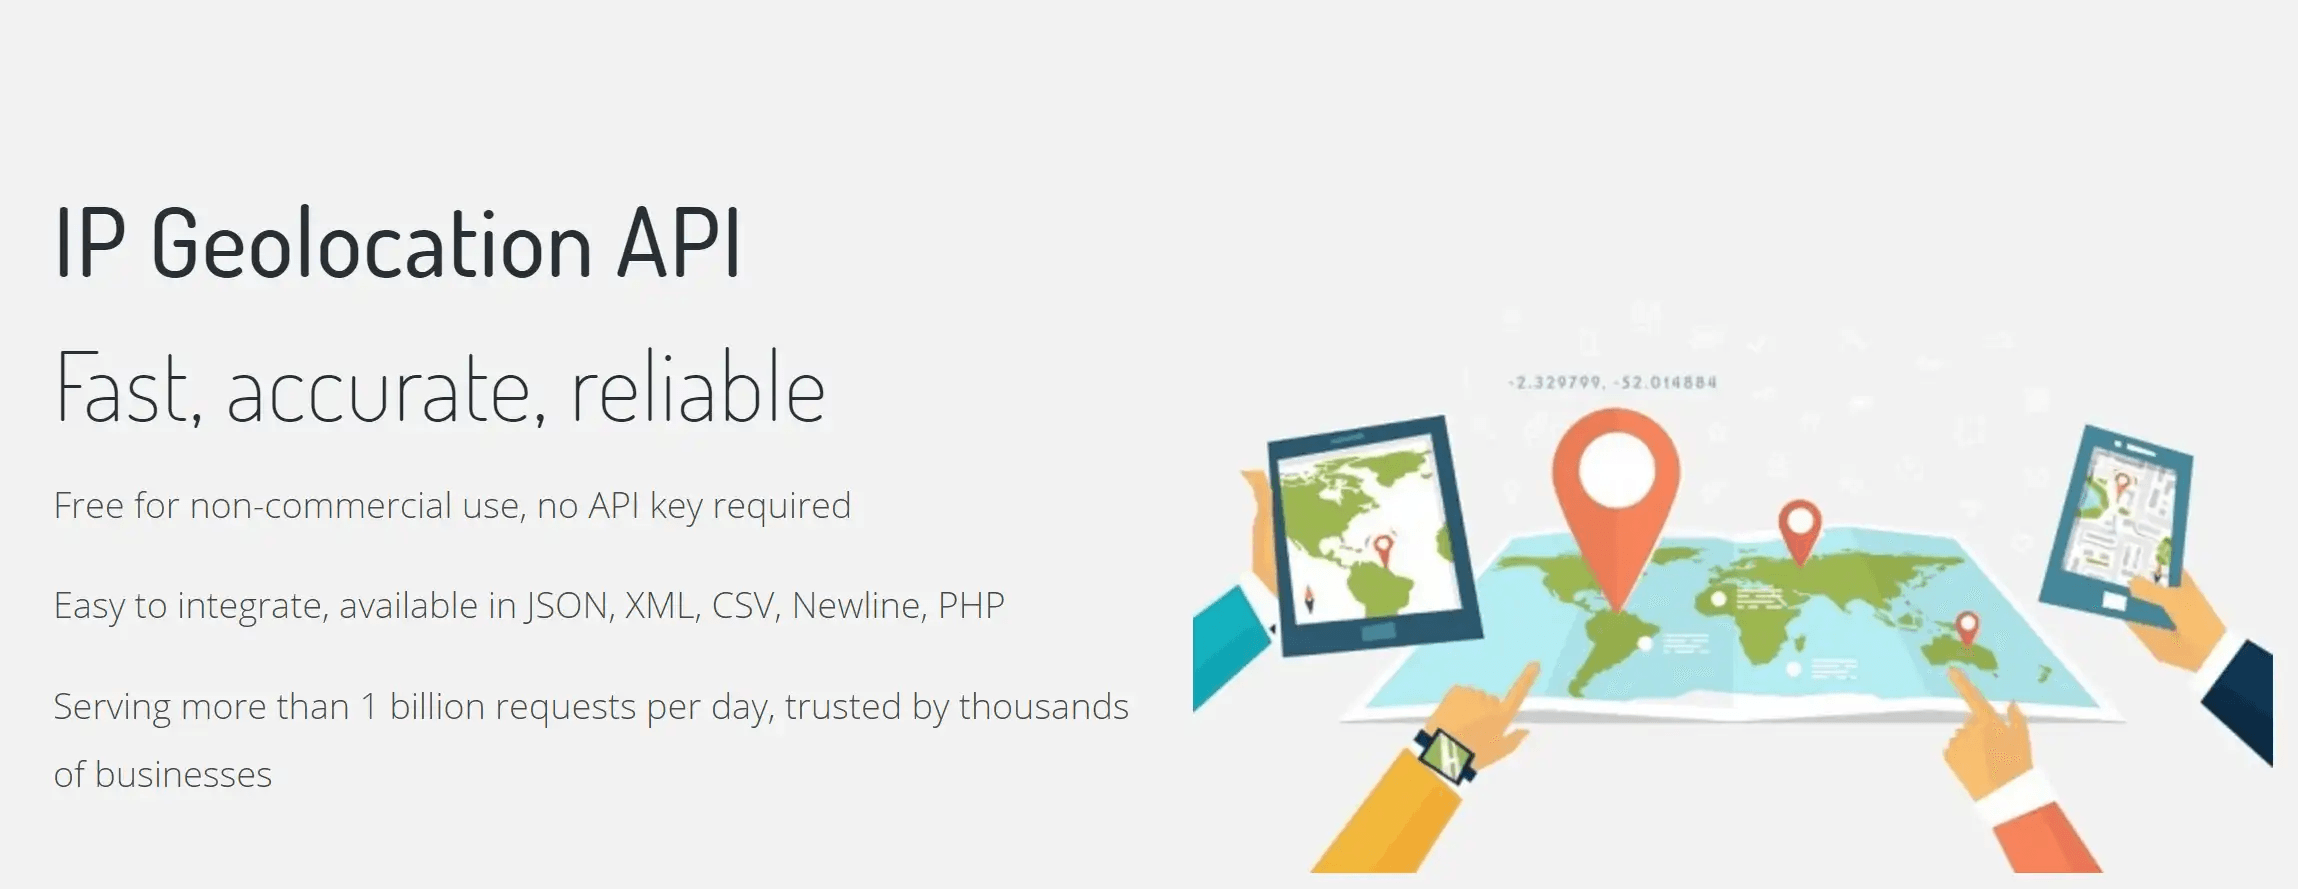 IP Geolocation API
Fast, accurate, reliable
Free for non-commercial use, no API key required
Easy to integrate, available in JSON, XML, CSV, Newline, PHP
Serving more than 1 billion requests per day, trusted by thousands
of businesses
-2.329799, -52.014884